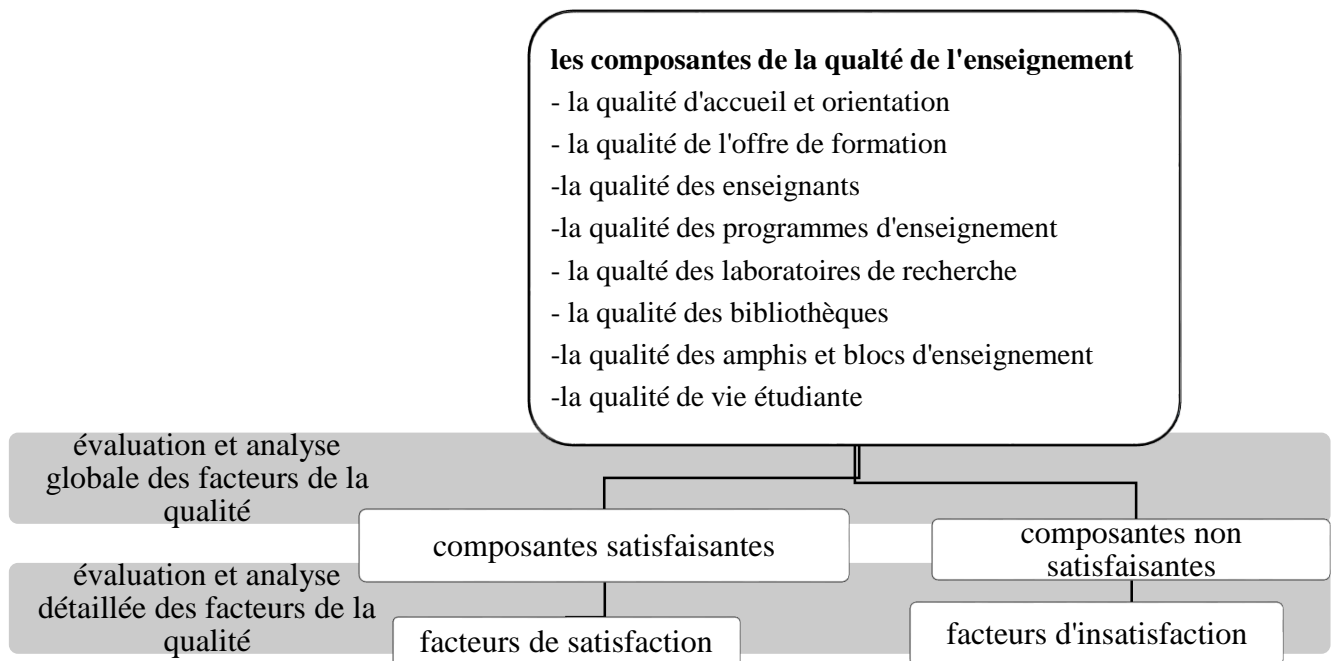 les composantes de la qualté de l'enseignement
- la qualité d'accueil et orientation
- la qualité de l'offre de formation
-la qualité des enseignants
-la qualité des programmes d'enseignement
- la qualté des laboratoires de recherche
- la qualité des bibliothèques
-la qualité des amphis et blocs d'enseignement
-la qualité de vie étudiante
évaluation et analyse
globale des facteurs de la
qualité
composantes satisfaisantes
composantes non
satisfaisantes
évaluation et analyse
détaillée des facteurs de la
qualité
facteurs de satisfaction
facteurs d'insatisfaction